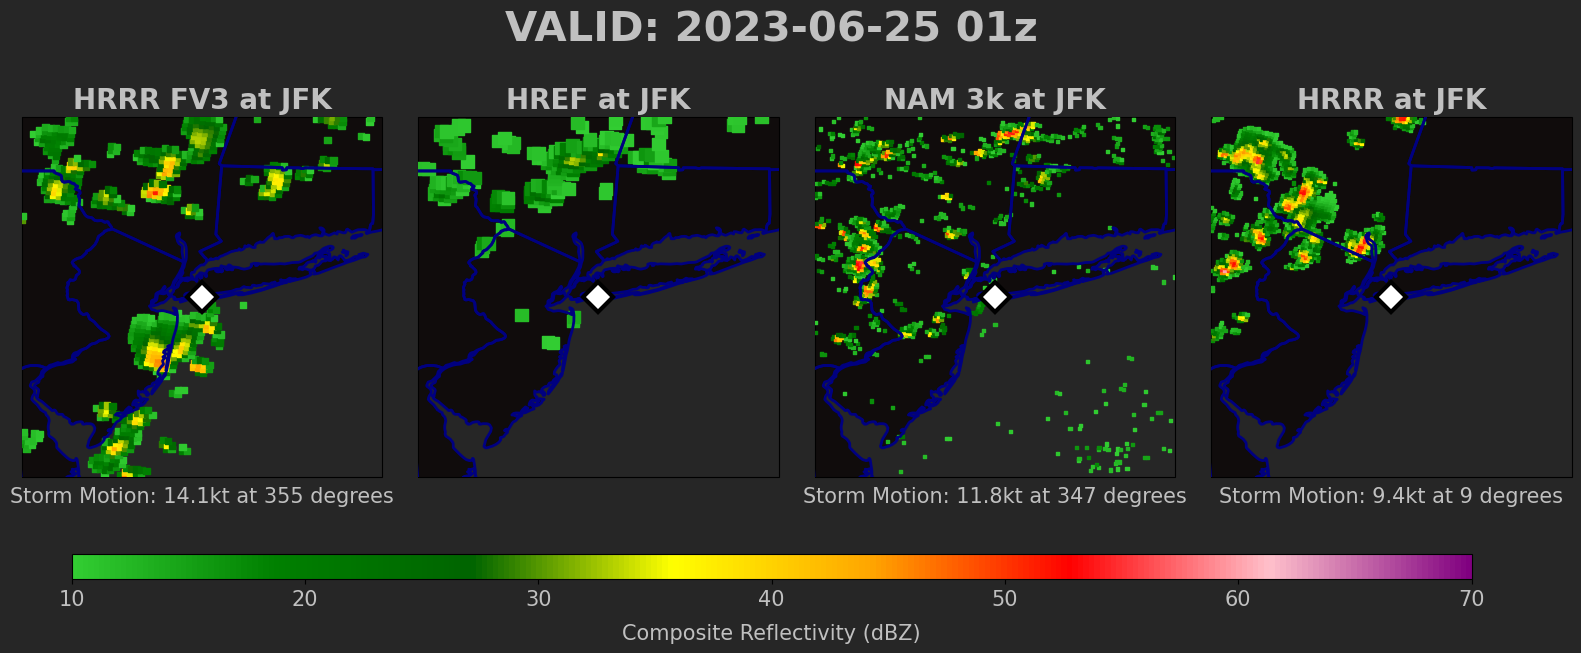 VALID: 2023-06-25 01z
HRRR FV3 at JFK
HREF at JFK
NAM 3k at JFK
HRRR at JFK
Storm Motion: 14.1kt at 355 degrees
Storm Motion: 11.8kt at 347 degrees
Storm Motion: 9.4kt at 9 degrees
10 20 30 40 50 60 70
Composite Reflectivity (dBZ)